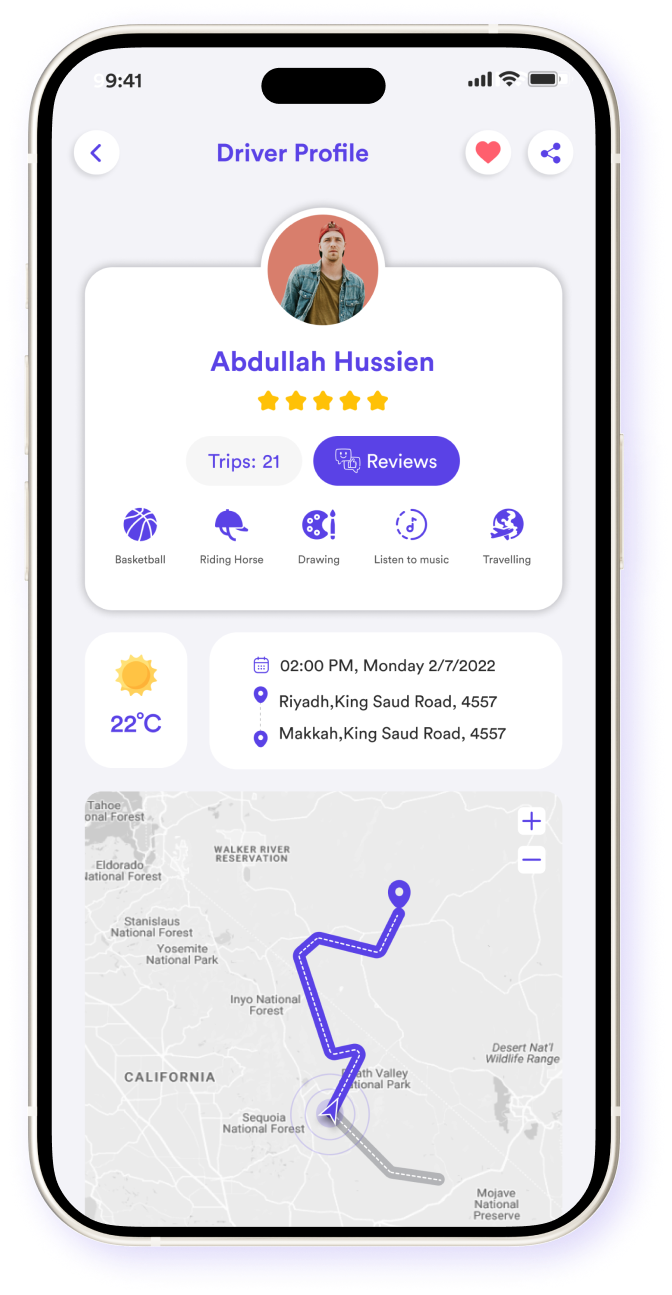 9:41
Driver Profile
Abdullah Hussien
Trips: 21
Reviews
Basketball
Riding Horse
Drawing
Listen to music
Travelling
22°C
02:00 PM, Monday 2/7/2022
Riyadh,King Saud Road, 4557
Makkah,King Saud Road, 4557
Tahoe
onal Forest
WALKER RIVER
RESERVATION
Eldorado
National Forest
Stanislaus
National Forest
Yosemite
National Park
Inyo National
Forest
Desert Nat'l
Wildlife Range
CALIFORNIA
ath Valley
tional Park
Sequoia
National Forest
Mojave
National
Preserve